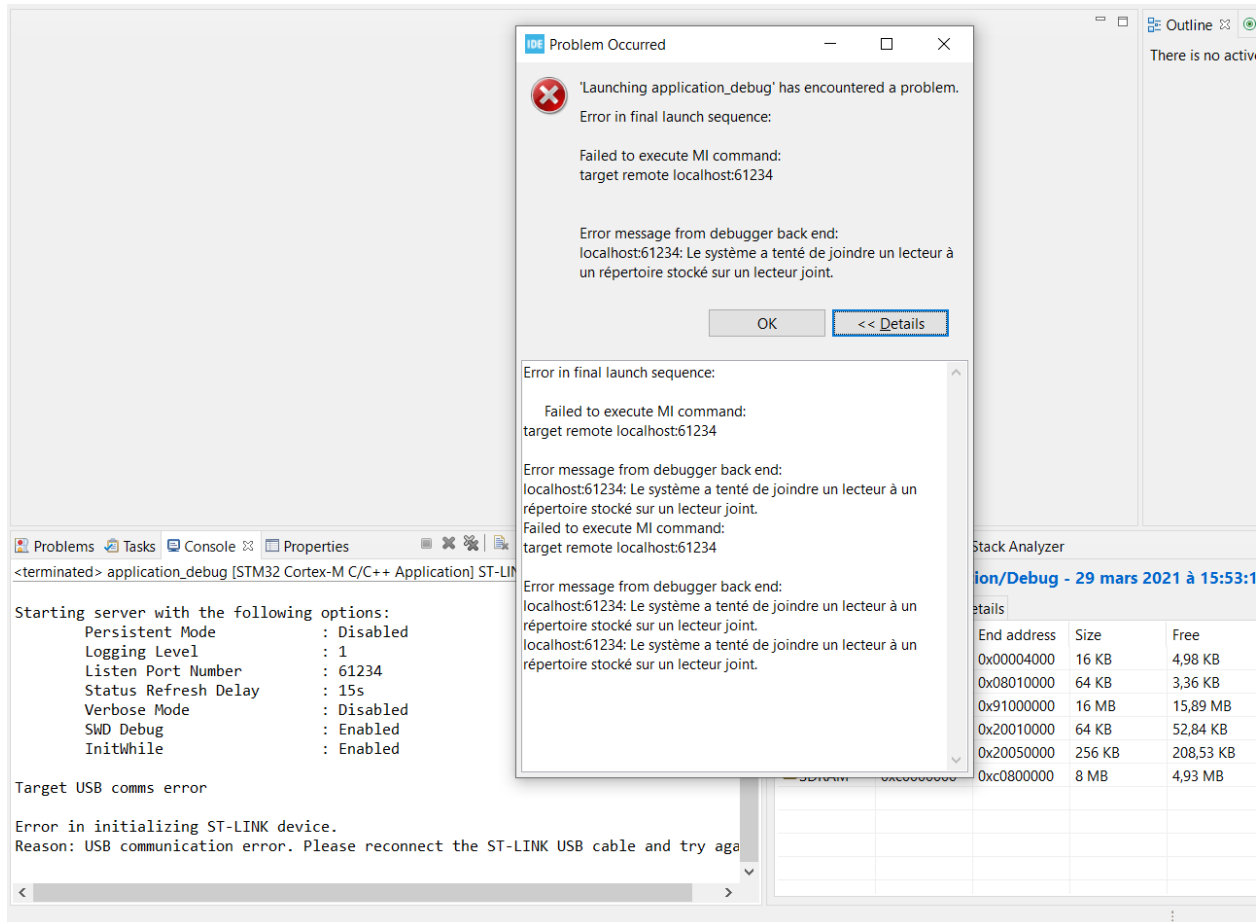 Outline
There is no active
IDE Problem Occurred
'Launching application_debug' has encountered a problem.
Error in final launch sequence:
Failed to execute MI command:
target remote localhost:61234
Error message from debugger back end:
localhost:61234: Le système a tenté de joindre un lecteur à
un répertoire stocké sur un lecteur joint.
OK
<< Details
Error in final launch sequence:
Failed to execute MI command:
target remote localhost:61234
Error message from debugger back end:
localhost:61234: Le système a tenté de joindre un lecteur à un
répertoire stocké sur un lecteur joint.
Failed to execute MI command:
target remote localhost:61234
Error message from debugger back end:
localhost:61234: Le système a tenté de joindre un lecteur à un
répertoire stocké sur un lecteur joint.
localhost:61234: Le système a tenté de joindre un lecteur à un
répertoire stocké sur un lecteur joint.
Problems Tasks Console Properties
<terminated> application_debug [STM32 Cortex-M C/C++ Application] ST-LIN
Starting server with the following options:
Persistent Mode : Disabled
Logging Level : 1
Listen Port Number : 61234
Status Refresh Delay : 15s
Verbose Mode : Disabled
SWD Debug : Enabled
InitWhile : Enabled
Target USB comms error
Error in initializing ST-LINK device.
Reason: USB communication error. Please reconnect the ST-LINK USB cable and try aga
Stack Analyzer
ion/Debug - 29 mars 2021 à 15:53:1
etails
End address Size Free
0x00004000 16 KB 4,98 KB
0x08010000 64 KB 3,36 KB
0x91000000 16 MB 15,89 MB
0x20010000 64 KB 52,84 KB
0x20050000 256 KB 208,53 KB
SDRAM 0xc0000000 0xc0800000 8 MB 4,93 MB